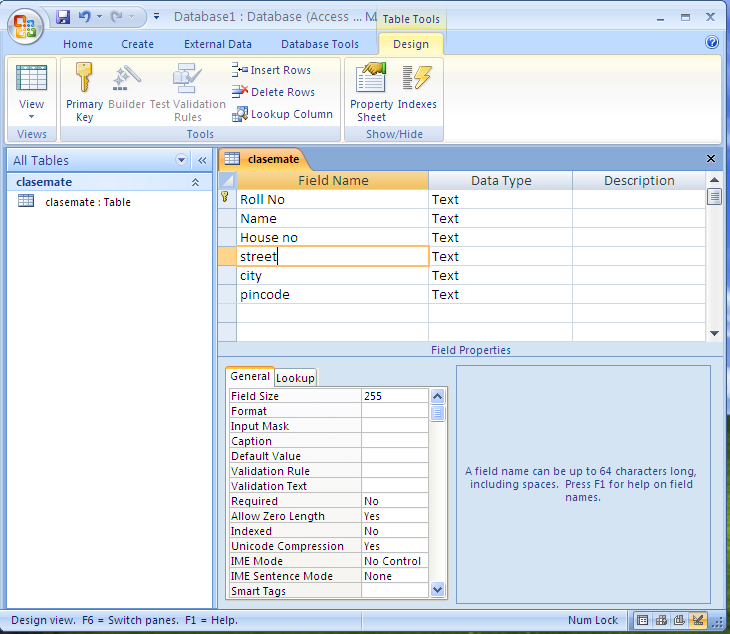 Database1 : Database (Access ... M
Table Tools
Home Create External Data Database Tools Design
View
Primary Key
Builder
Test Validation Rules
Insert Rows
Delete Rows
Lookup Column
Property Sheet
Indexes
Views Tools Show/Hide
All Tables
clasemate
clasemate : Table
clasemate
Field Name Data Type Description
Roll No Text
Name Text
House no Text
street Text
city Text
pincode Text
Field Properties
General Lookup
Field Size 255
Format
Input Mask
Caption
Default Value
Validation Rule
Validation Text
Required No
Allow Zero Length Yes
Indexed No
Unicode Compression Yes
IME Mode No Control
IME Sentence Mode None
Smart Tags
A field name can be up to 64 characters long,
including spaces. Press F1 for help on field
names.
Design view. F6 = Switch panes. F1 = Help. Num Lock